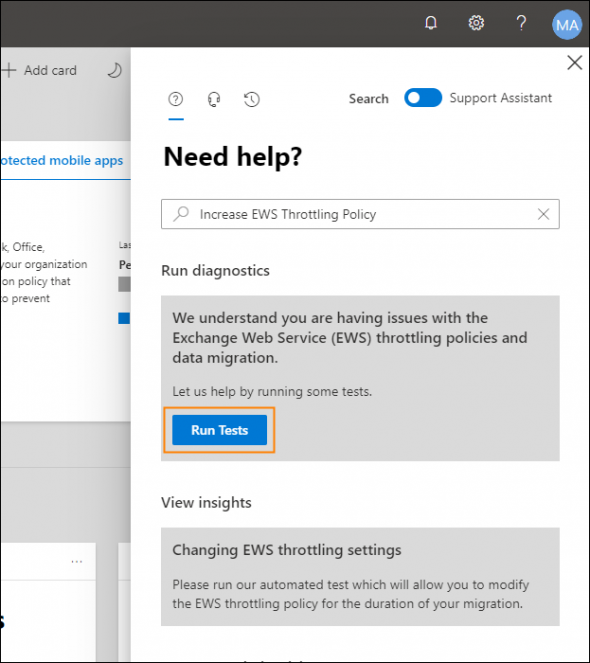 MA
Add card
Search
Support Assistant
otected mobile apps
Need help?
Increase EWS Throttling Policy
k, Office,
your organization
on policy that
to prevent
Las
Pe
Run diagnostics
We understand you are having issues with the
Exchange Web Service (EWS) throttling policies and
data migration.
Let us help by running some tests.
Run Tests
View insights
Changing EWS throttling settings
Please run our automated test which will allow you to modify
the EWS throttling policy for the duration of your migration.
s